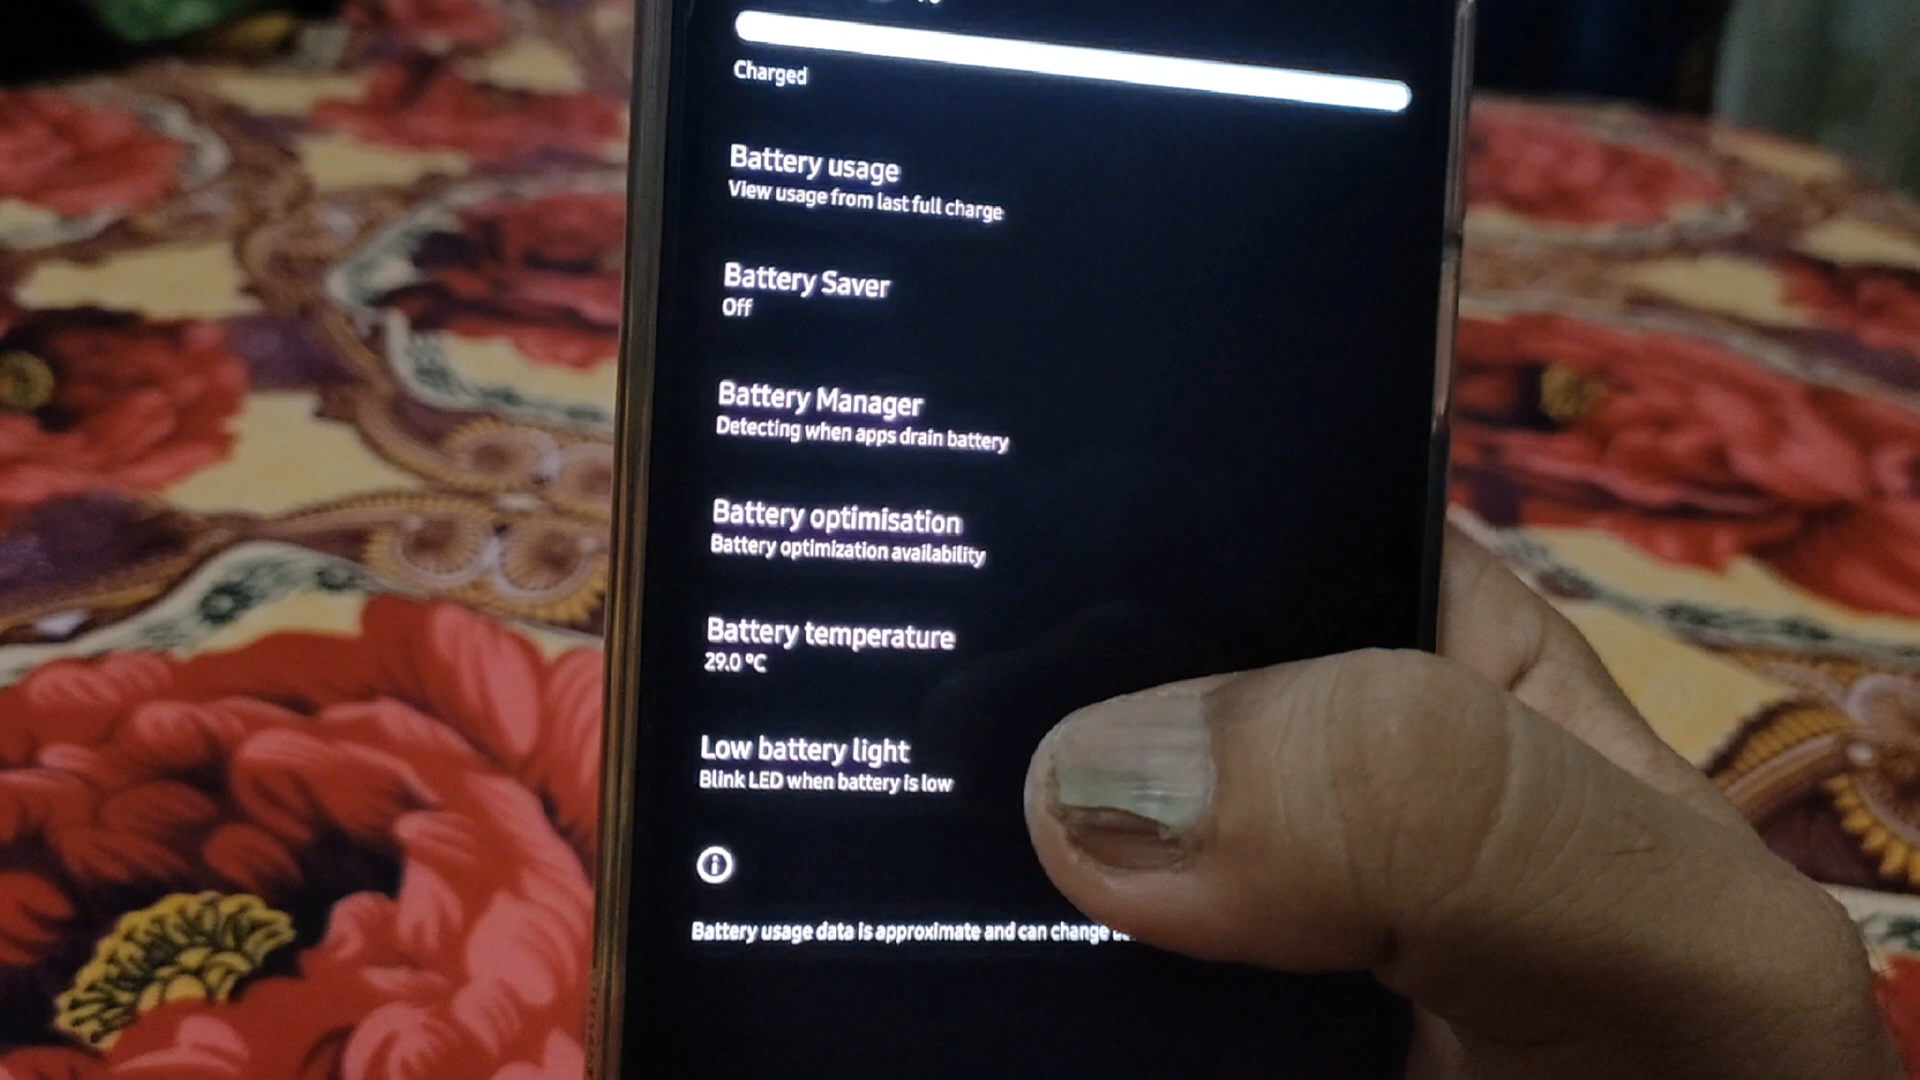 Charged
Battery usage
View usage from last full charge
Battery Saver
Off
Battery Manager
Detecting when apps drain battery
Battery optimisation
Battery optimization availability
Battery temperature
29.0 °C
Low battery light
Blink LED when battery is low
Battery usage data is approximate and can change